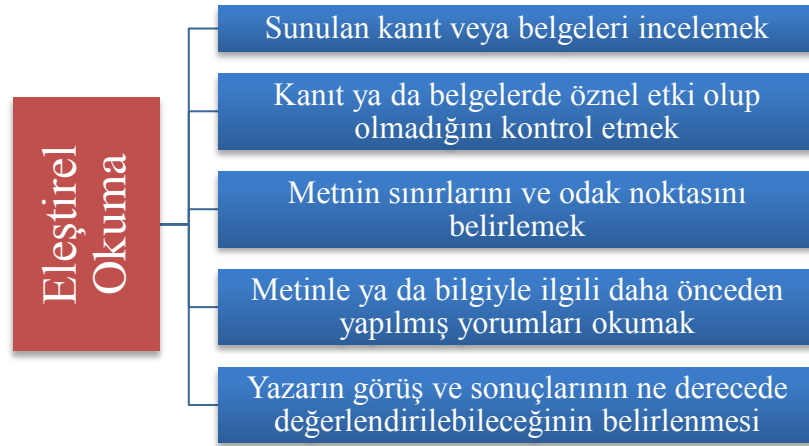 Eleştirel
Okuma
Sunulan kanıt veya belgeleri incelemek
Kanıt ya da belgelerde öznel etki olup
olmadığını kontrol etmek
Metnin sınırlarını ve odak noktasını
belirlemek
Metinle ya da bilgiyle ilgili daha önceden
yapılmış yorumları okumak
Yazarın görüş ve sonuçlarının ne derecede
değerlendirilebileceğinin belirlenmesi